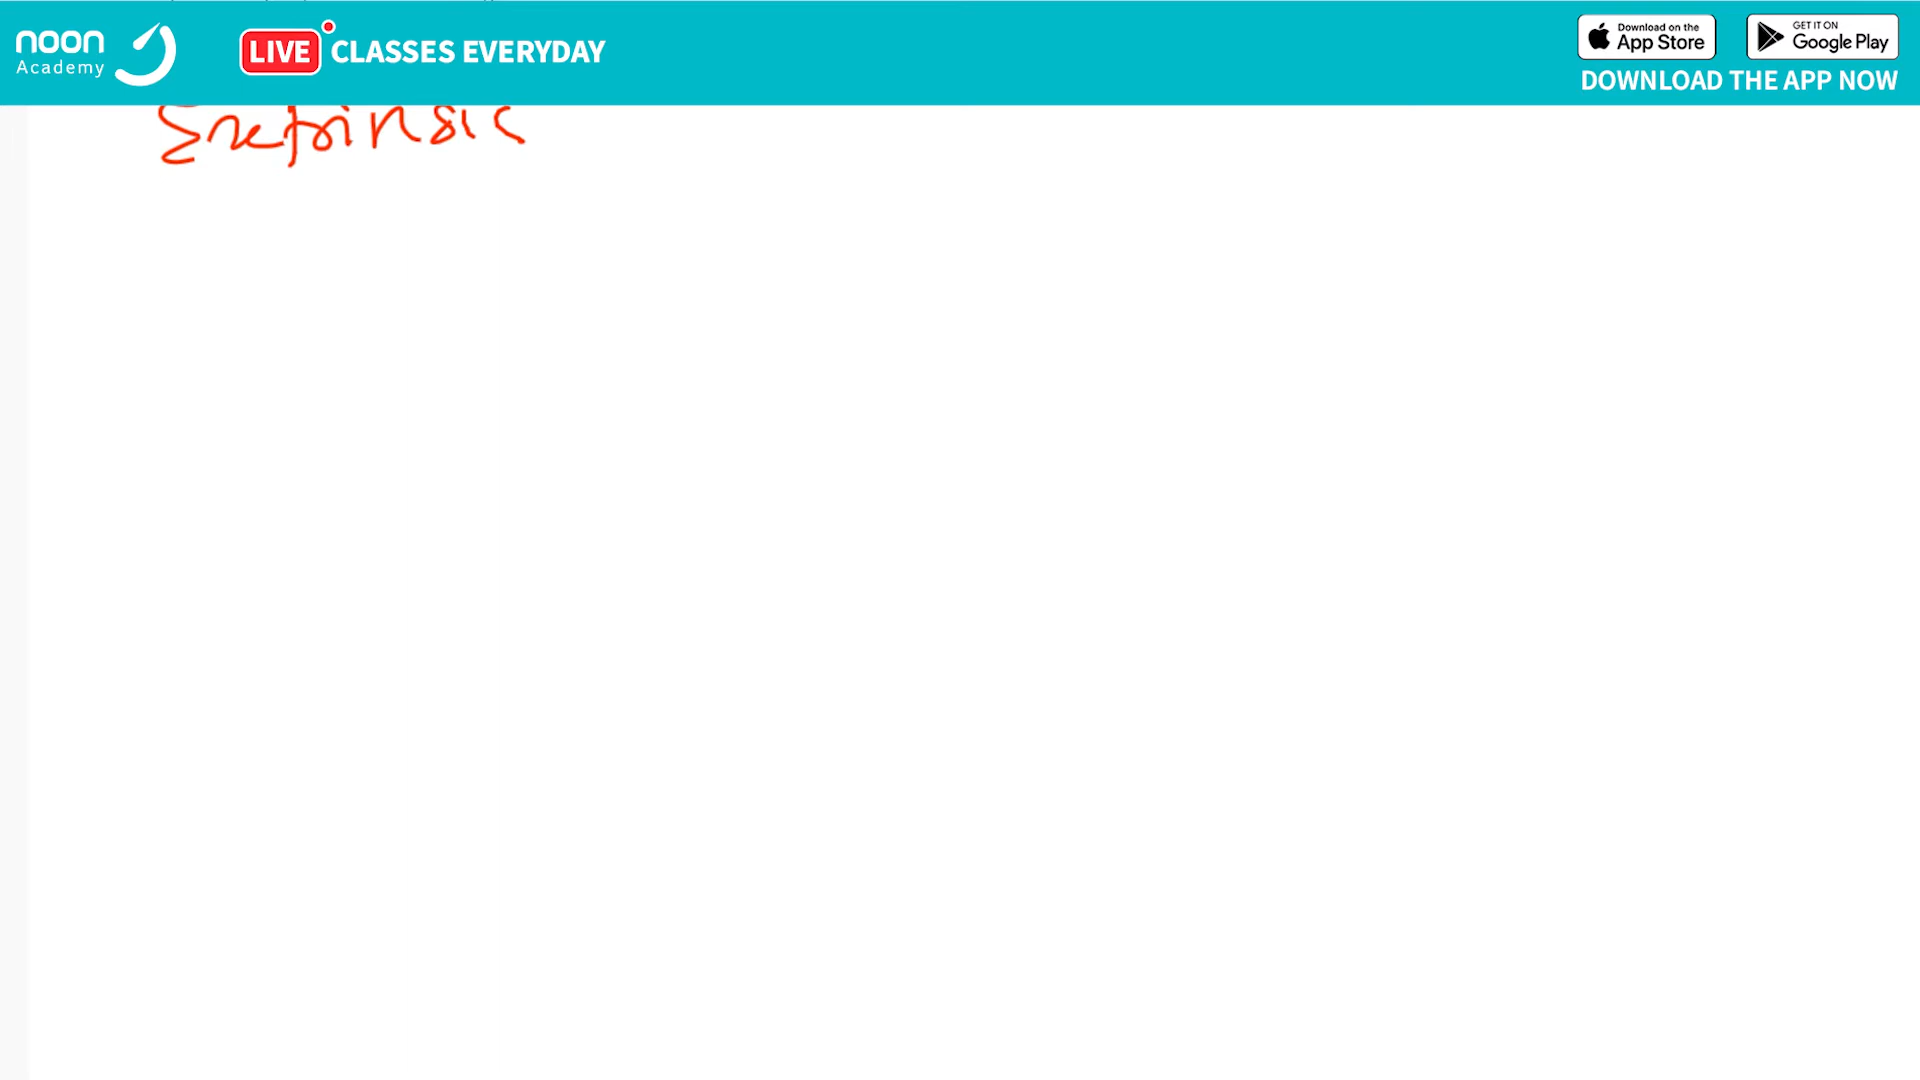 noon
Academy
LIVE CLASSES EVERYDAY
Download on the
App Store
GET IT ON
Google Play
DOWNLOAD THE APP NOW
Extrinsic